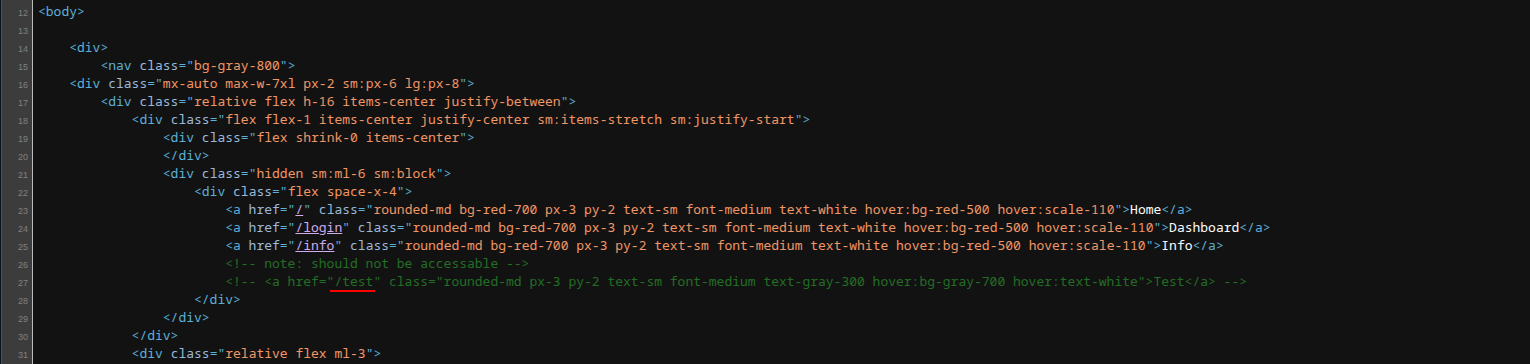 12 <body>
13
14 <div>
15 <nav class="bg-gray-800">
16 <div class="mx-auto max-w-7xl px-2 sm:px-6 lg:px-8">
17 <div class="relative flex h-16 items-center justify-between">
18 <div class="flex flex-1 items-center justify-center sm:items-stretch sm:justify-start">
19 <div class="flex shrink-0 items-center">
20 </div>
21 <div class="hidden sm:ml-6 sm:block">
22 <div class="flex space-x-4">
23 <a href="/" class="rounded-md bg-red-700 px-3 py-2 text-sm font-medium text-white hover:bg-red-500 hover:scale-110">Home</a>
24 <a href="/login" class="rounded-md bg-red-700 px-3 py-2 text-sm font-medium text-white hover:bg-red-500 hover:scale-110">Dashboard</a>
25 <a href="/info" class="rounded-md bg-red-700 px-3 py-2 text-sm font-medium text-white hover:bg-red-500 hover:scale-110">Info</a>
26 <!-- note: should not be accessable -->
27 <!-- <a href="/test" class="rounded-md px-3 py-2 text-sm font-medium text-gray-300 hover:bg-gray-700 hover:text-white">Test</a> -->
28 </div>
29 </div>
30 </div>
31 <div class="relative flex ml-3">